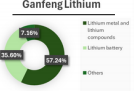 Ganfeng Lithium
7.16%
35.60%
57.24%
Lithium metal and
lithium
compounds
Lithium battery
Others